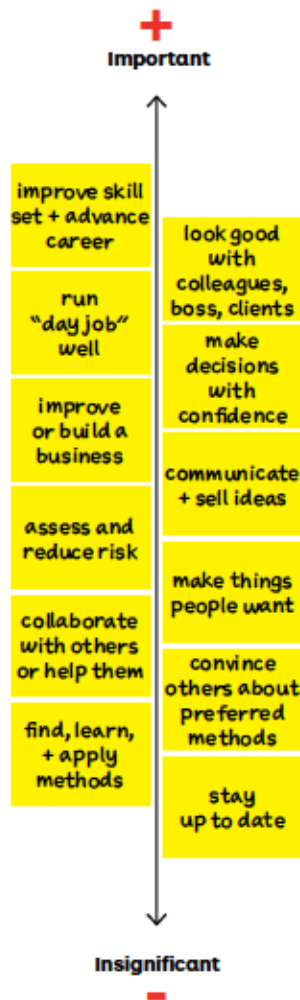 +
Important
improve skill
set + advance
career
look good
with
colleagues,
boss, clients
run
"day job"
well
make
decisions
with
confidence
improve
or build a
business
communicate
+ sell ideas
assess and
reduce risk
make things
people want
collaborate
with others
or help them
convince
others about
preferred
methods
find, learn,
+ apply
methods
stay
up to date
Insignificant
-